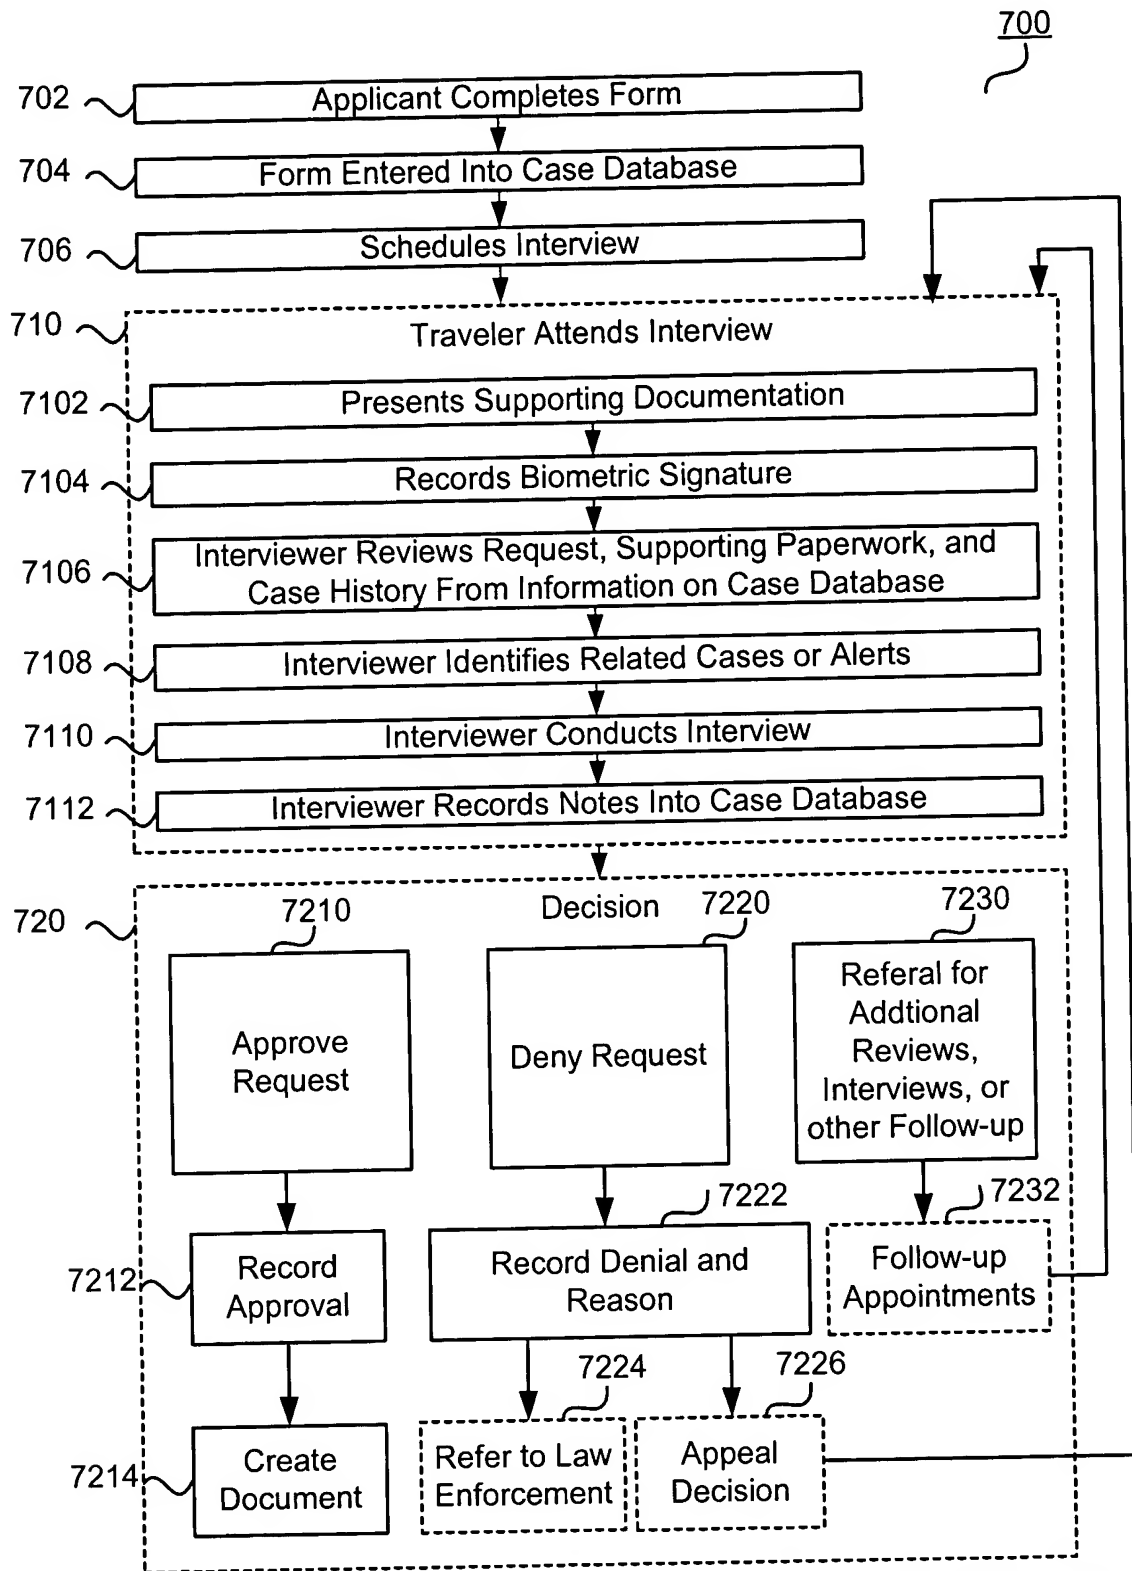 700
702
Applicant Completes Form
704
Form Entered Into Case Database
706
Schedules Interview
710
Traveler Attends Interview
7102
Presents Supporting Documentation
7104
Records Biometric Signature
7106
Interviewer Reviews Request, Supporting Paperwork, and
Case History From Information on Case Database
7108
Interviewer Identifies Related Cases or Alerts
7110
Interviewer Conducts Interview
7112
Interviewer Records Notes Into Case Database
720
Decision
7210
Approve
Request
7212
Record
Approval
7214
Create
Document
7220
Deny Request
7222
Record Denial and
Reason
7224
Refer to Law
Enforcement
7226
Appeal
Decision
7230
Referal for
Addtional
Reviews,
Interviews, or
other Follow-up
7232
Follow-up
Appointments